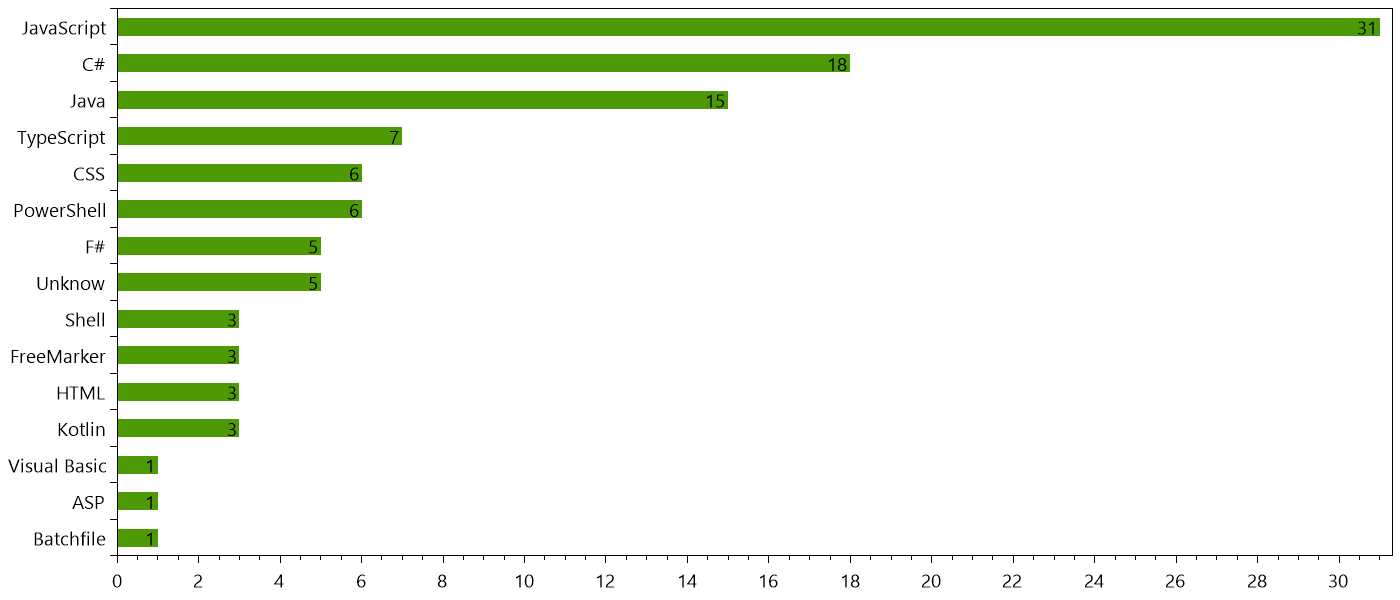 JavaScript 31
C# 18
Java 15
TypeScript 7
CSS 6
PowerShell 6
F# 5
Unknow 5
Shell 3
FreeMarker 3
HTML 3
Kotlin 3
Visual Basic 1
ASP 1
Batchfile 1
0 2 4 6 8 10 12 14 16 18 20 22 24 26 28 30